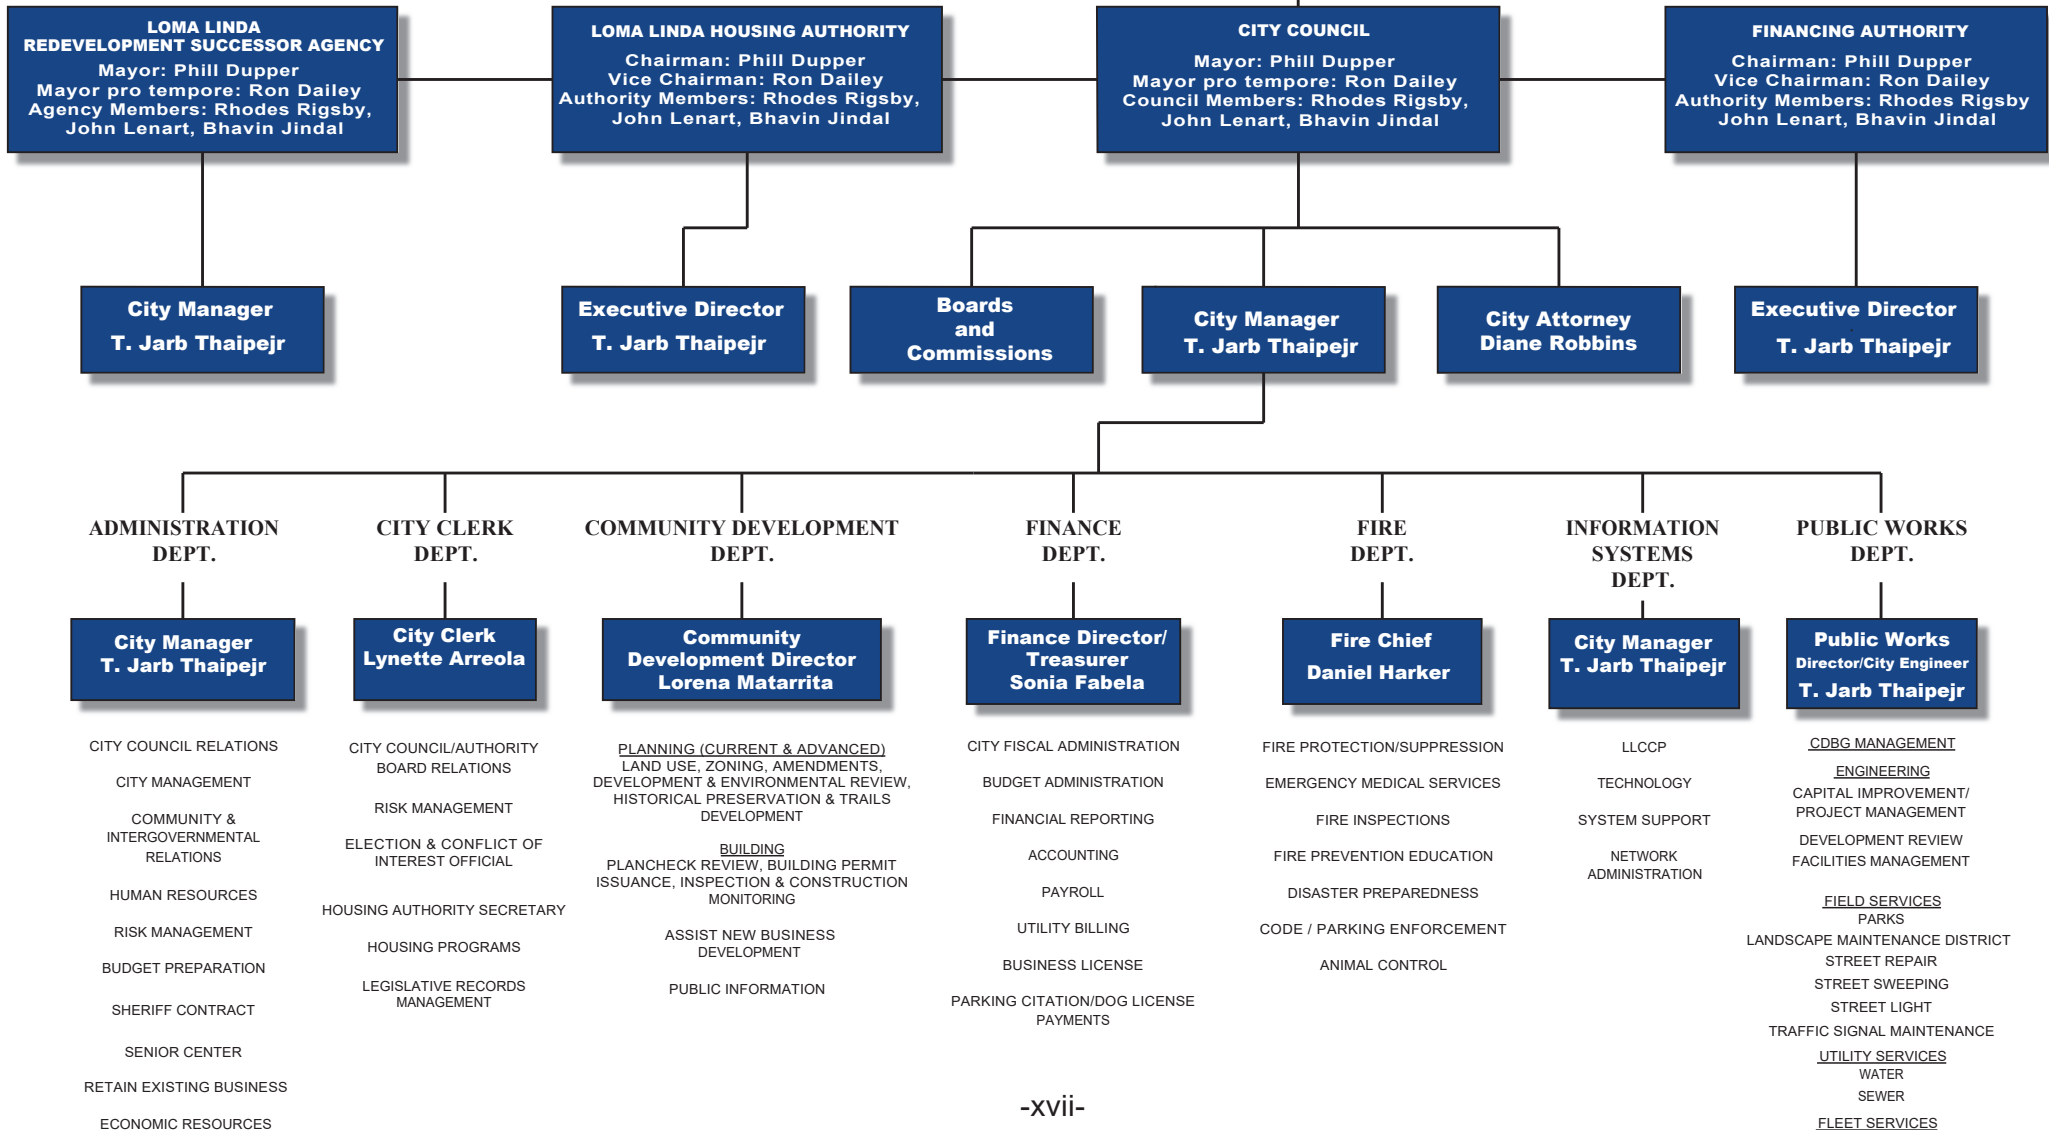 LOMA LINDA
REDEVELOPMENT SUCCESSOR AGENCY
Mayor: Phill Dupper
Mayor pro tempore: Ron Dailey
Agency Members: Rhodes Rigsby,
John Lenart, Bhavin Jindal
LOMA LINDA HOUSING AUTHORITY
Chairman: Phill Dupper
Vice Chairman: Ron Dailey
Authority Members: Rhodes Rigsby,
John Lenart, Bhavin Jindal
CITY COUNCIL
Mayor: Phill Dupper
Mayor pro tempore: Ron Dailey
Council Members: Rhodes Rigsby,
John Lenart, Bhavin Jindal
FINANCING AUTHORITY
Chairman: Phill Dupper
Vice Chairman: Ron Dailey
Authority Members: Rhodes Rigsby
John Lenart, Bhavin Jindal
City Manager
T. Jarb Thaipejr
Executive Director
T. Jarb Thaipejr
Boards
and
Commissions
City Manager
T. Jarb Thaipejr
City Attorney
Diane Robbins
Executive Director
T. Jarb Thaipejr
ADMINISTRATION
DEPT.
City Manager
T. Jarb Thaipejr
CITY COUNCIL RELATIONS
CITY MANAGEMENT
COMMUNITY &
INTERGOVERNMENTAL
RELATIONS
HUMAN RESOURCES
RISK MANAGEMENT
BUDGET PREPARATION
SHERIFF CONTRACT
SENIOR CENTER
RETAIN EXISTING BUSINESS
ECONOMIC RESOURCES
CITY CLERK
DEPT.
City Clerk
Lynette Arreola
CITY COUNCIL/AUTHORITY
BOARD RELATIONS
RISK MANAGEMENT
ELECTION & CONFLICT OF
INTEREST OFFICIAL
HOUSING AUTHORITY SECRETARY
HOUSING PROGRAMS
LEGISLATIVE RECORDS
MANAGEMENT
COMMUNITY DEVELOPMENT
DEPT.
Community
Development Director
Lorena Matarrita
PLANNING (CURRENT & ADVANCED)
LAND USE, ZONING, AMENDMENTS,
DEVELOPMENT & ENVIRONMENTAL REVIEW,
HISTORICAL PRESERVATION & TRAILS
DEVELOPMENT
BUILDING
PLANCHECK REVIEW, BUILDING PERMIT
ISSUANCE, INSPECTION & CONSTRUCTION
MONITORING
ASSIST NEW BUSINESS
DEVELOPMENT
PUBLIC INFORMATION
FINANCE
DEPT.
Finance Director/
Treasurer
Sonia Fabela
CITY FISCAL ADMINISTRATION
BUDGET ADMINISTRATION
FINANCIAL REPORTING
ACCOUNTING
PAYROLL
UTILITY BILLING
BUSINESS LICENSE
PARKING CITATION/DOG LICENSE
PAYMENTS
FIRE
DEPT.
Fire Chief
Daniel Harker
FIRE PROTECTION/SUPPRESSION
EMERGENCY MEDICAL SERVICES
FIRE INSPECTIONS
FIRE PREVENTION EDUCATION
DISASTER PREPAREDNESS
CODE / PARKING ENFORCEMENT
ANIMAL CONTROL
INFORMATION
SYSTEMS
DEPT.
City Manager
T. Jarb Thaipejr
LLCCP
TECHNOLOGY
SYSTEM SUPPORT
NETWORK
ADMINISTRATION
PUBLIC WORKS
DEPT.
Public Works
Director/City Engineer
T. Jarb Thaipejr
CDBG MANAGEMENT
ENGINEERING
CAPITAL IMPROVEMENT/
PROJECT MANAGEMENT
DEVELOPMENT REVIEW
FACILITIES MANAGEMENT
FIELD SERVICES
PARKS
LANDSCAPE MAINTENANCE DISTRICT
STREET REPAIR
STREET SWEEPING
STREET LIGHT
TRAFFIC SIGNAL MAINTENANCE
UTILITY SERVICES
WATER
SEWER
FLEET SERVICES
-xvii-